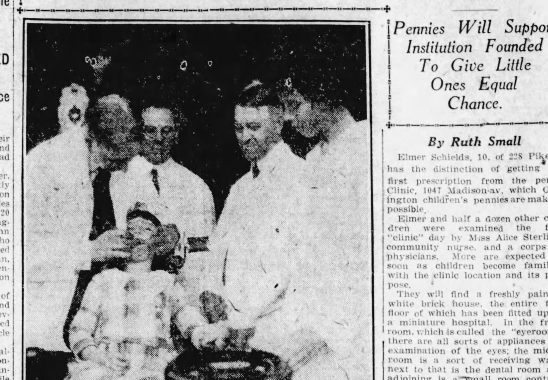 Pennies Will Suppor
Institution Founded
To Give Little
Ones Equal
Chance.
By Ruth Small
Elmer Schields, 10, of 228 Pike
has the distinction of getting
first prescription from the pen
Clinic, 1047 Madison-av, which C
ington children's pennies are mak
possible.
Elmer and half a dozen other c
dren were examined the f
"clinic" day by Miss Alice Sterli
community nurse, and a corps
physicians. More are expected
soon as children become famil
with the clinic location and its p
pose.
They will find a freshly pain
white brick house, the entire
floor of which has been fitted up
a miniature hospital. In the fr
room, which is called the "eyeroo
there are all sorts of appliances
examination of the eyes; the mid
room is a sort of receiving wa
next to that is the dental room
adjoining is a small room